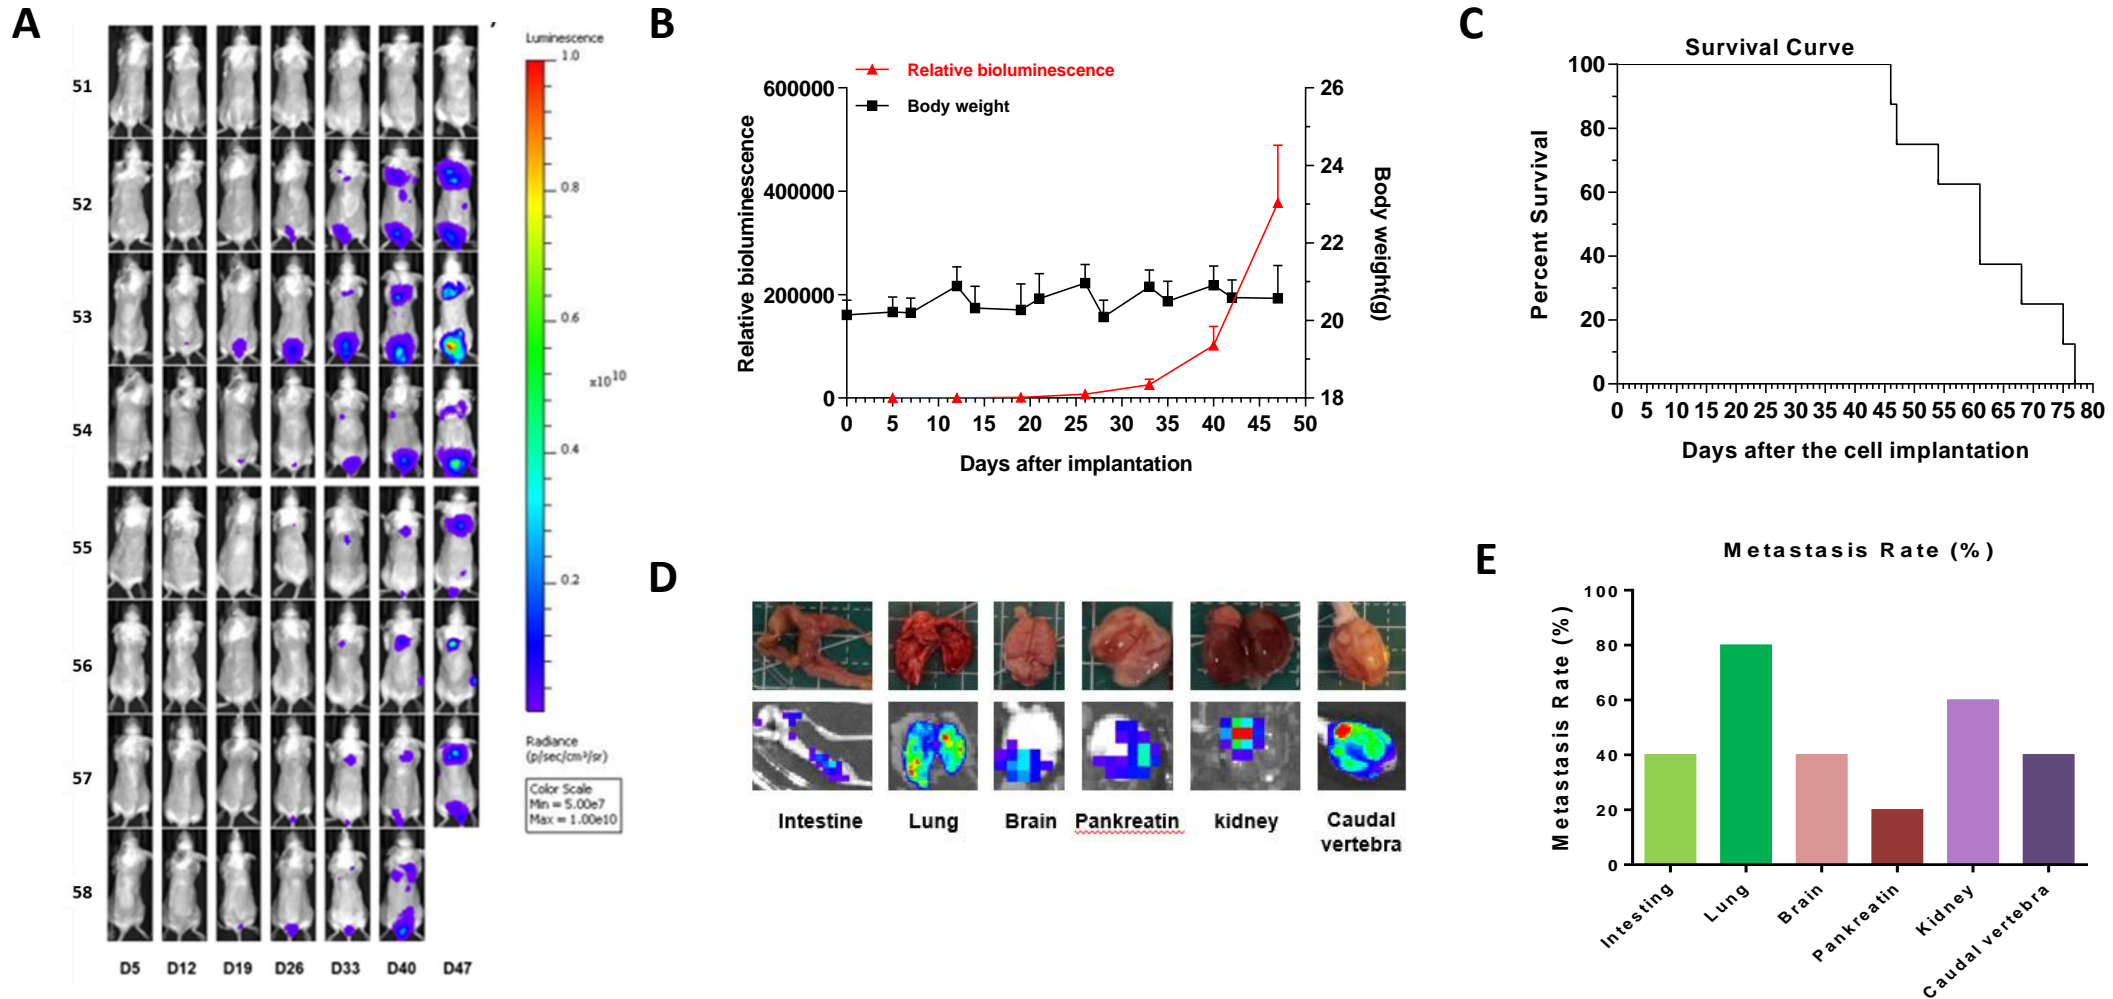 A
51
52
53
54
55
56
57
58
D5 D12 D19 D26 D33 D40 D47
,
Luminescence
1.0
0.8
0.6
x10^10
0.4
0.2
Radiance
(p/sec/cm²/sr)
Color Scale
Min = 5.00e7
Max = 1.00e10
B
Relative bioluminescence
Body weight
600000
400000
200000
0
Relative bioluminescence
26
24
22
20
18
Body weight(g)
0 5 10 15 20 25 30 35 40 45 50
Days after implantation
C
Survival Curve
100
80
60
40
20
0
Percent Survival
0 5 10 15 20 25 30 35 40 45 50 55 60 65 70 75 80
Days after the cell implantation
D
Intestine Lung Brain Pankreatin kidney Caudal
vertebra
E
Metastasis Rate (%)
100
80
60
40
20
0
Metastasis Rate (%)
Intesting
Lung
Brain
Pankreatin
Kidney
Caudal vertebra